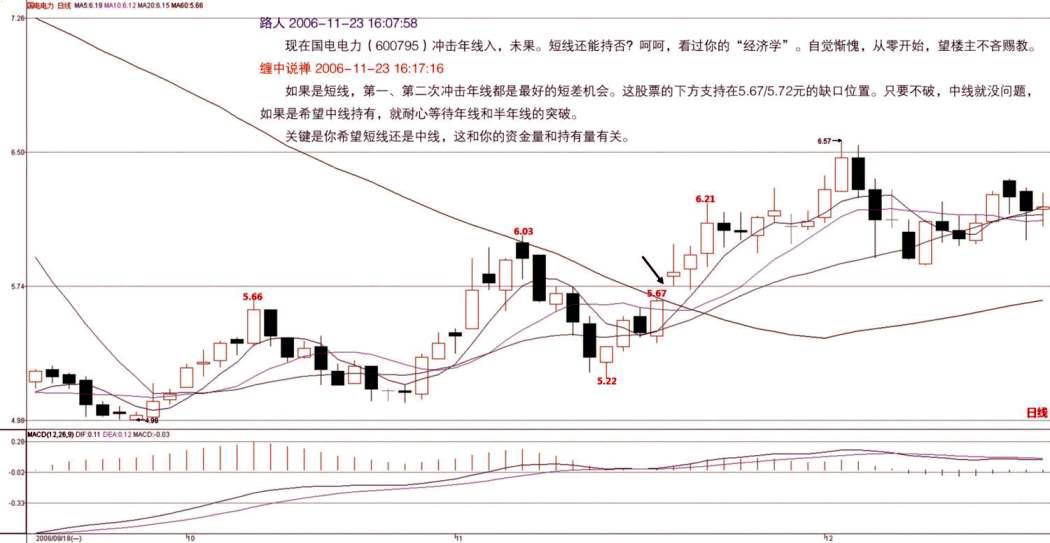 国电电力 日线 MA5:6.19 MA10:6.12 MA20:6.15 MA60:5.66
7.26
路人 2006-11-23 16:07:58
现在国电电力（600795）冲击年线入，未果。短线还能持否？呵呵，看过你的“经济学”。自觉惭愧，从零开始，望楼主不吝赐教。
缠中说禅 2006-11-23 16:17:16
如果是短线，第一、第二次冲击年线都是最好的短差机会。这股票的下方支持在5.67/5.72元的缺口位置。只要不破，中线就没问题，
如果是希望中线持有，就耐心等待年线和半年线的突破。
关键是你希望短线还是中线，这和你的资金量和持有量有关。
6.57
6.50
6.21
6.03
5.74
5.67
5.66
5.22
日线
4.98
4.98
MACD(12,26,9) DIF:0.11 DEA:0.12 MACD:-0.03
0.28
-0.02
-0.33
2006/09/18(一)
10
11
12